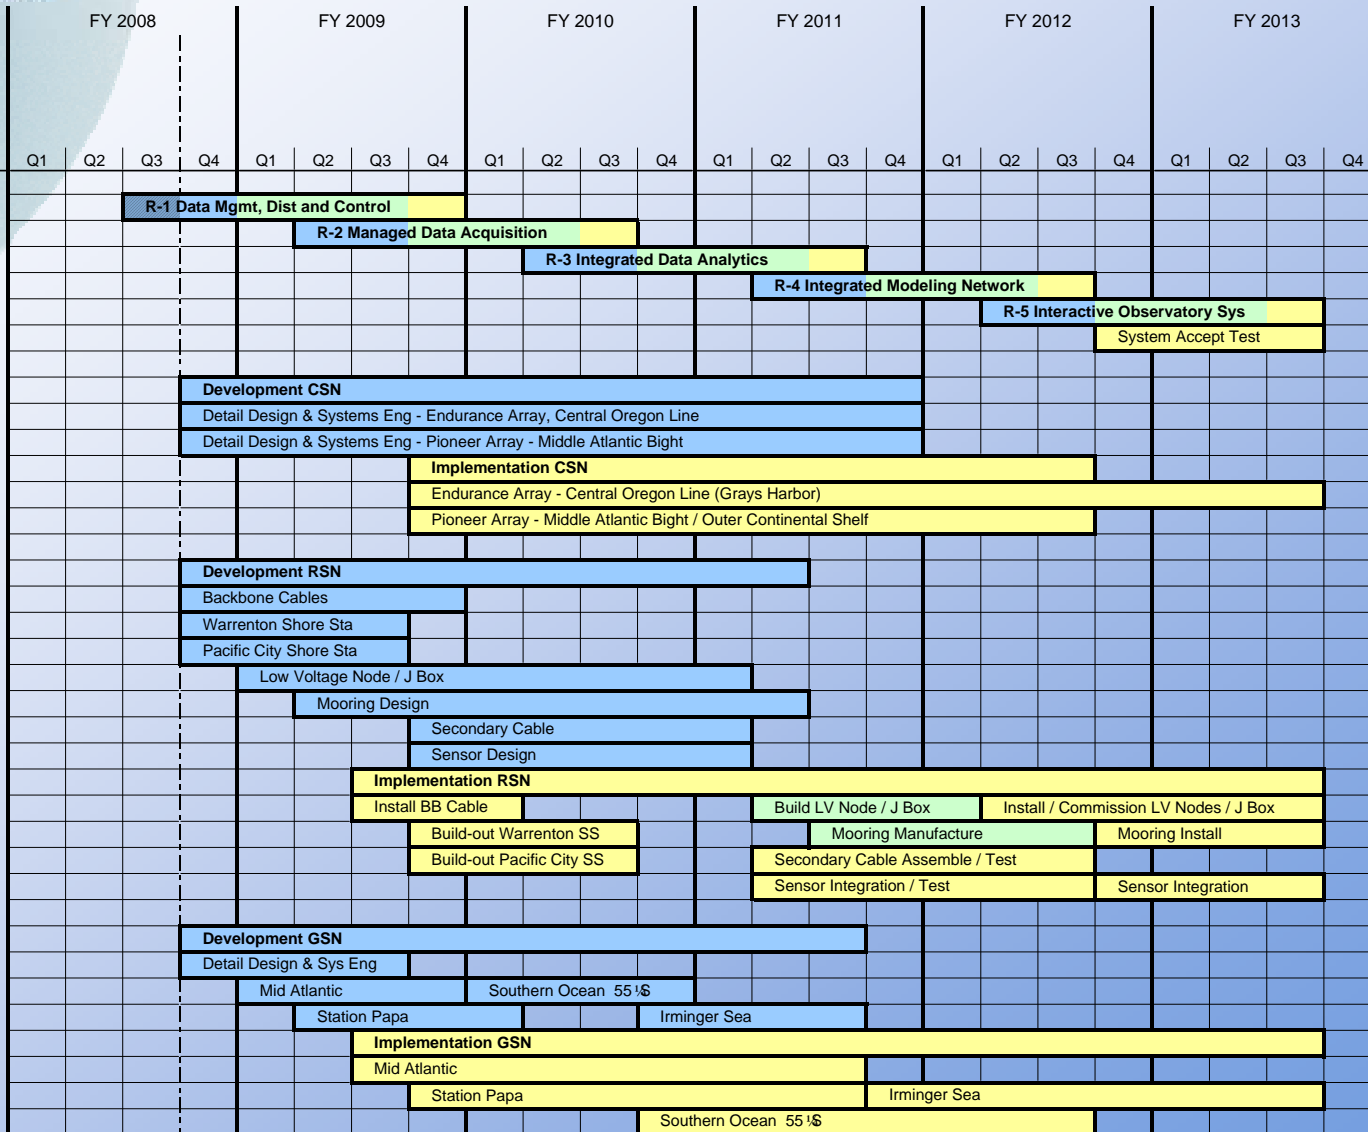 FY 2008 FY 2009 FY 2010 FY 2011 FY 2012 FY 2013
Q1 Q2 Q3 Q4 Q1 Q2 Q3 Q4 Q1 Q2 Q3 Q4 Q1 Q2 Q3 Q4 Q1 Q2 Q3 Q4 Q1 Q2 Q3 Q4
R-1 Data Mgmt, Dist and Control
R-2 Managed Data Acquisition
R-3 Integrated Data Analytics
R-4 Integrated Modeling Network
R-5 Interactive Observatory Sys
System Accept Test
Development CSN
Detail Design & Systems Eng - Endurance Array, Central Oregon Line
Detail Design & Systems Eng - Pioneer Array - Middle Atlantic Bight
Implementation CSN
Endurance Array - Central Oregon Line (Grays Harbor)
Pioneer Array - Middle Atlantic Bight / Outer Continental Shelf
Development RSN
Backbone Cables
Warrenton Shore Sta
Pacific City Shore Sta
Low Voltage Node / J Box
Mooring Design
Secondary Cable
Sensor Design
Implementation RSN
Install BB Cable Build LV Node / J Box Install / Commission LV Nodes / J Box
Build-out Warrenton SS Mooring Manufacture Mooring Install
Build-out Pacific City SS Secondary Cable Assemble / Test
Sensor Integration / Test Sensor Integration
Development GSN
Detail Design & Sys Eng
Mid Atlantic Southern Ocean 55¼S
Station Papa Irminger Sea
Implementation GSN
Mid Atlantic
Station Papa Irminger Sea
Southern Ocean 55¼S